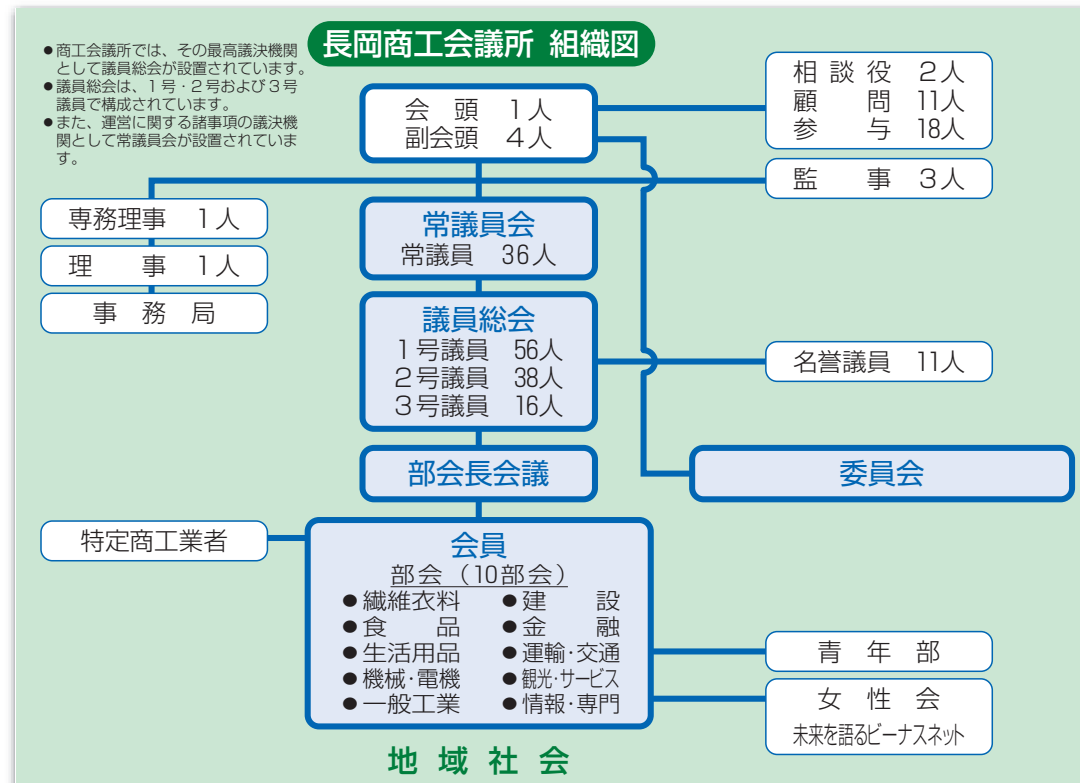 長岡商工会議所 組織図
●商工会議所では、その最高議決機関
として議員総会が設置されています。
●議員総会は、1号・2号および3号
議員で構成されています。
●また、運営に関する諸事項の議決機
関として常議員会が設置されていま
す。
会頭 1人
副会頭 4人
相談役 2人
顧問 11人
参与 18人
監事 3人
専務理事 1人
理事 1人
事務局
常議員会
常議員 36人
議員総会
1号議員 56人
2号議員 38人
3号議員 16人
名誉議員 11人
部会長会議
委員会
特定商工業者
会員
部会（10部会）
●繊維衣料 ●建設
●食品 ●金融
●生活用品 ●運輸・交通
●機械・電機 ●観光・サービス
●一般工業 ●情報・専門
青年部
女性会
未来を語るビーナスネット
地域社会